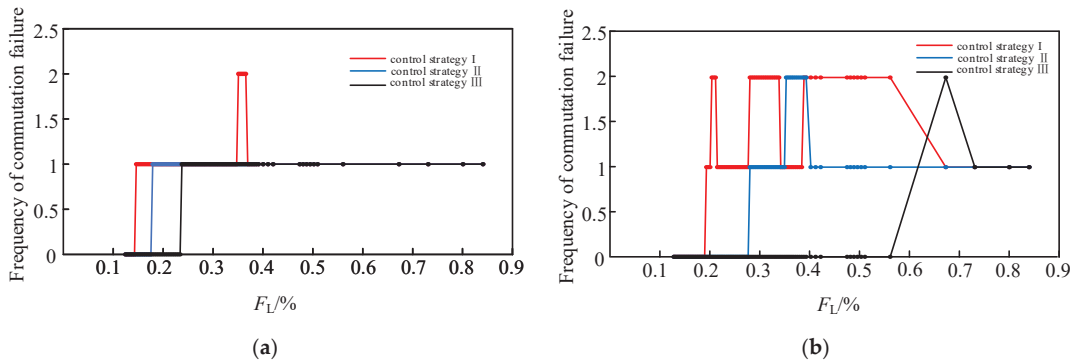 Frequency of commutation failure
2.5
2
1.5
1
0.5
0
control strategy I
control strategy II
control strategy III
0.1 0.2 0.3 0.4 0.5 0.6 0.7 0.8 0.9
FL/%
(a)
Frequency of commutation failure
2.5
2
1.5
1
0.5
0
control strategy I
control strategy II
control strategy III
0.1 0.2 0.3 0.4 0.5 0.6 0.7 0.8 0.9
FL/%
(b)